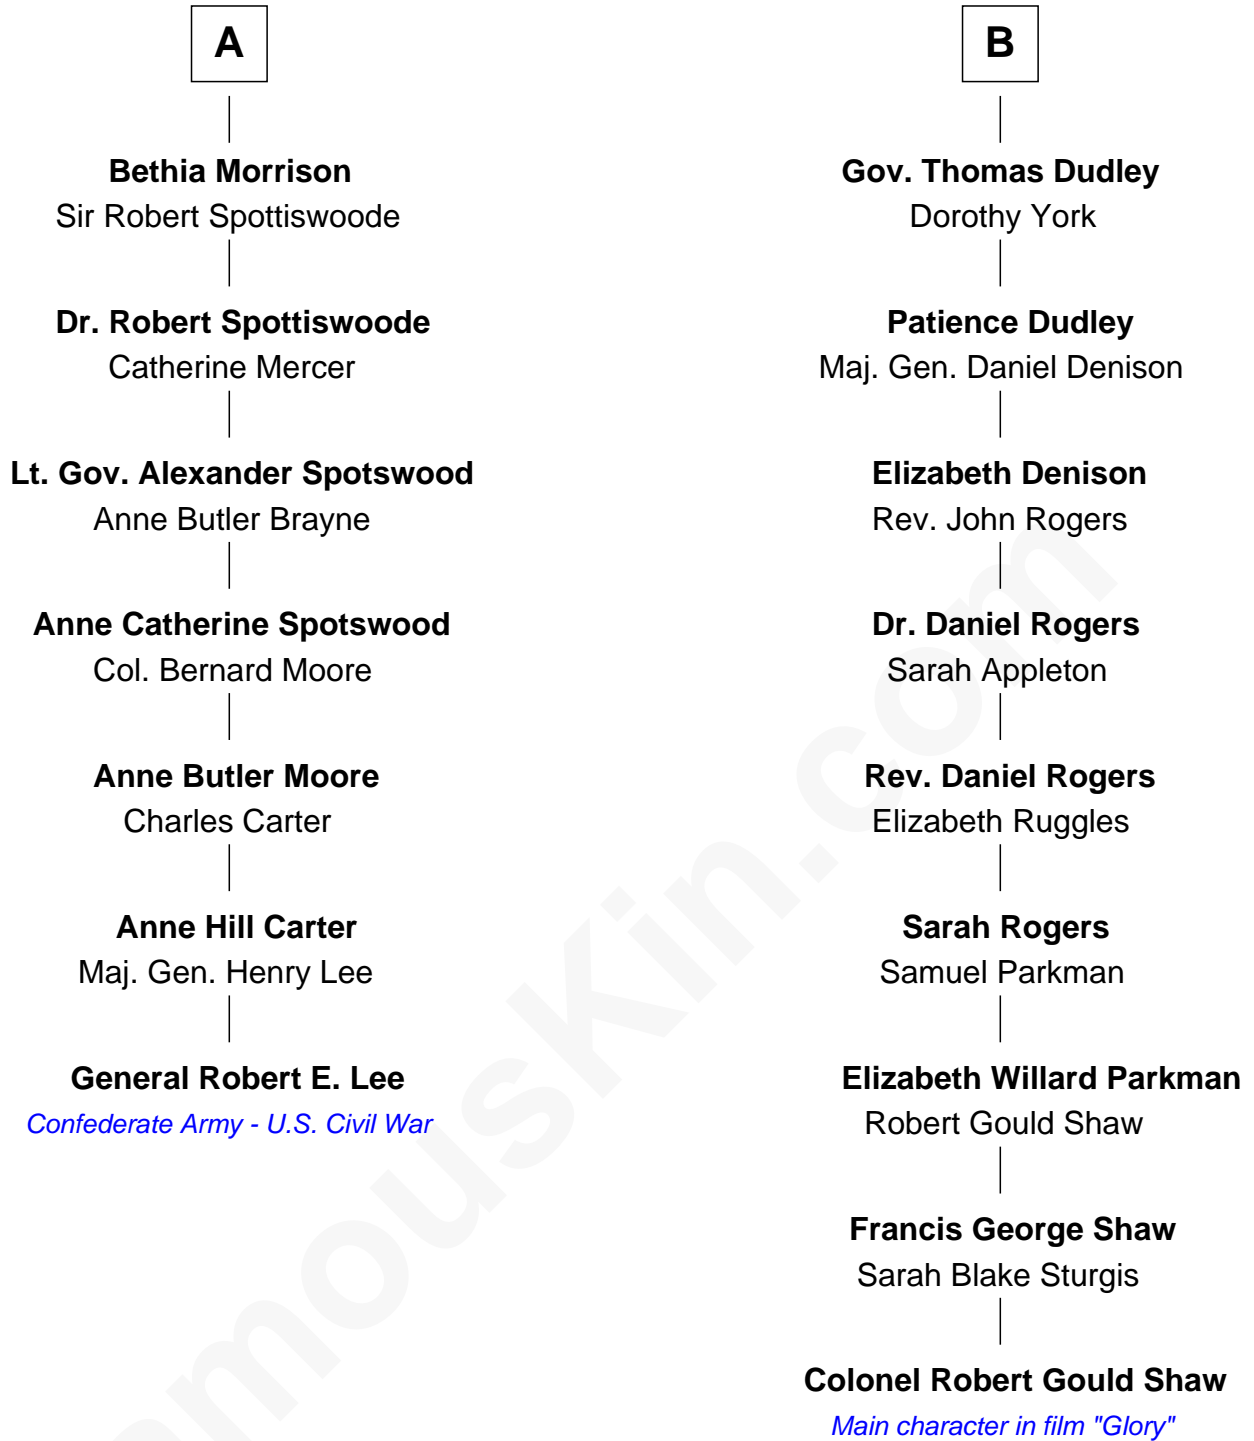 A
Bethia Morrison
Sir Robert Spottiswoode
Dr. Robert Spottiswoode
Catherine Mercer
Lt. Gov. Alexander Spotswood
Anne Butler Brayne
Anne Catherine Spotswood
Col. Bernard Moore
Anne Butler Moore
Charles Carter
Anne Hill Carter
Maj. Gen. Henry Lee
General Robert E. Lee
Confederate Army - U.S. Civil War
B
Gov. Thomas Dudley
Dorothy York
Patience Dudley
Maj. Gen. Daniel Denison
Elizabeth Denison
Rev. John Rogers
Dr. Daniel Rogers
Sarah Appleton
Rev. Daniel Rogers
Elizabeth Ruggles
Sarah Rogers
Samuel Parkman
Elizabeth Willard Parkman
Robert Gould Shaw
Francis George Shaw
Sarah Blake Sturgis
Colonel Robert Gould Shaw
Main character in film "Glory"
amouskin.com